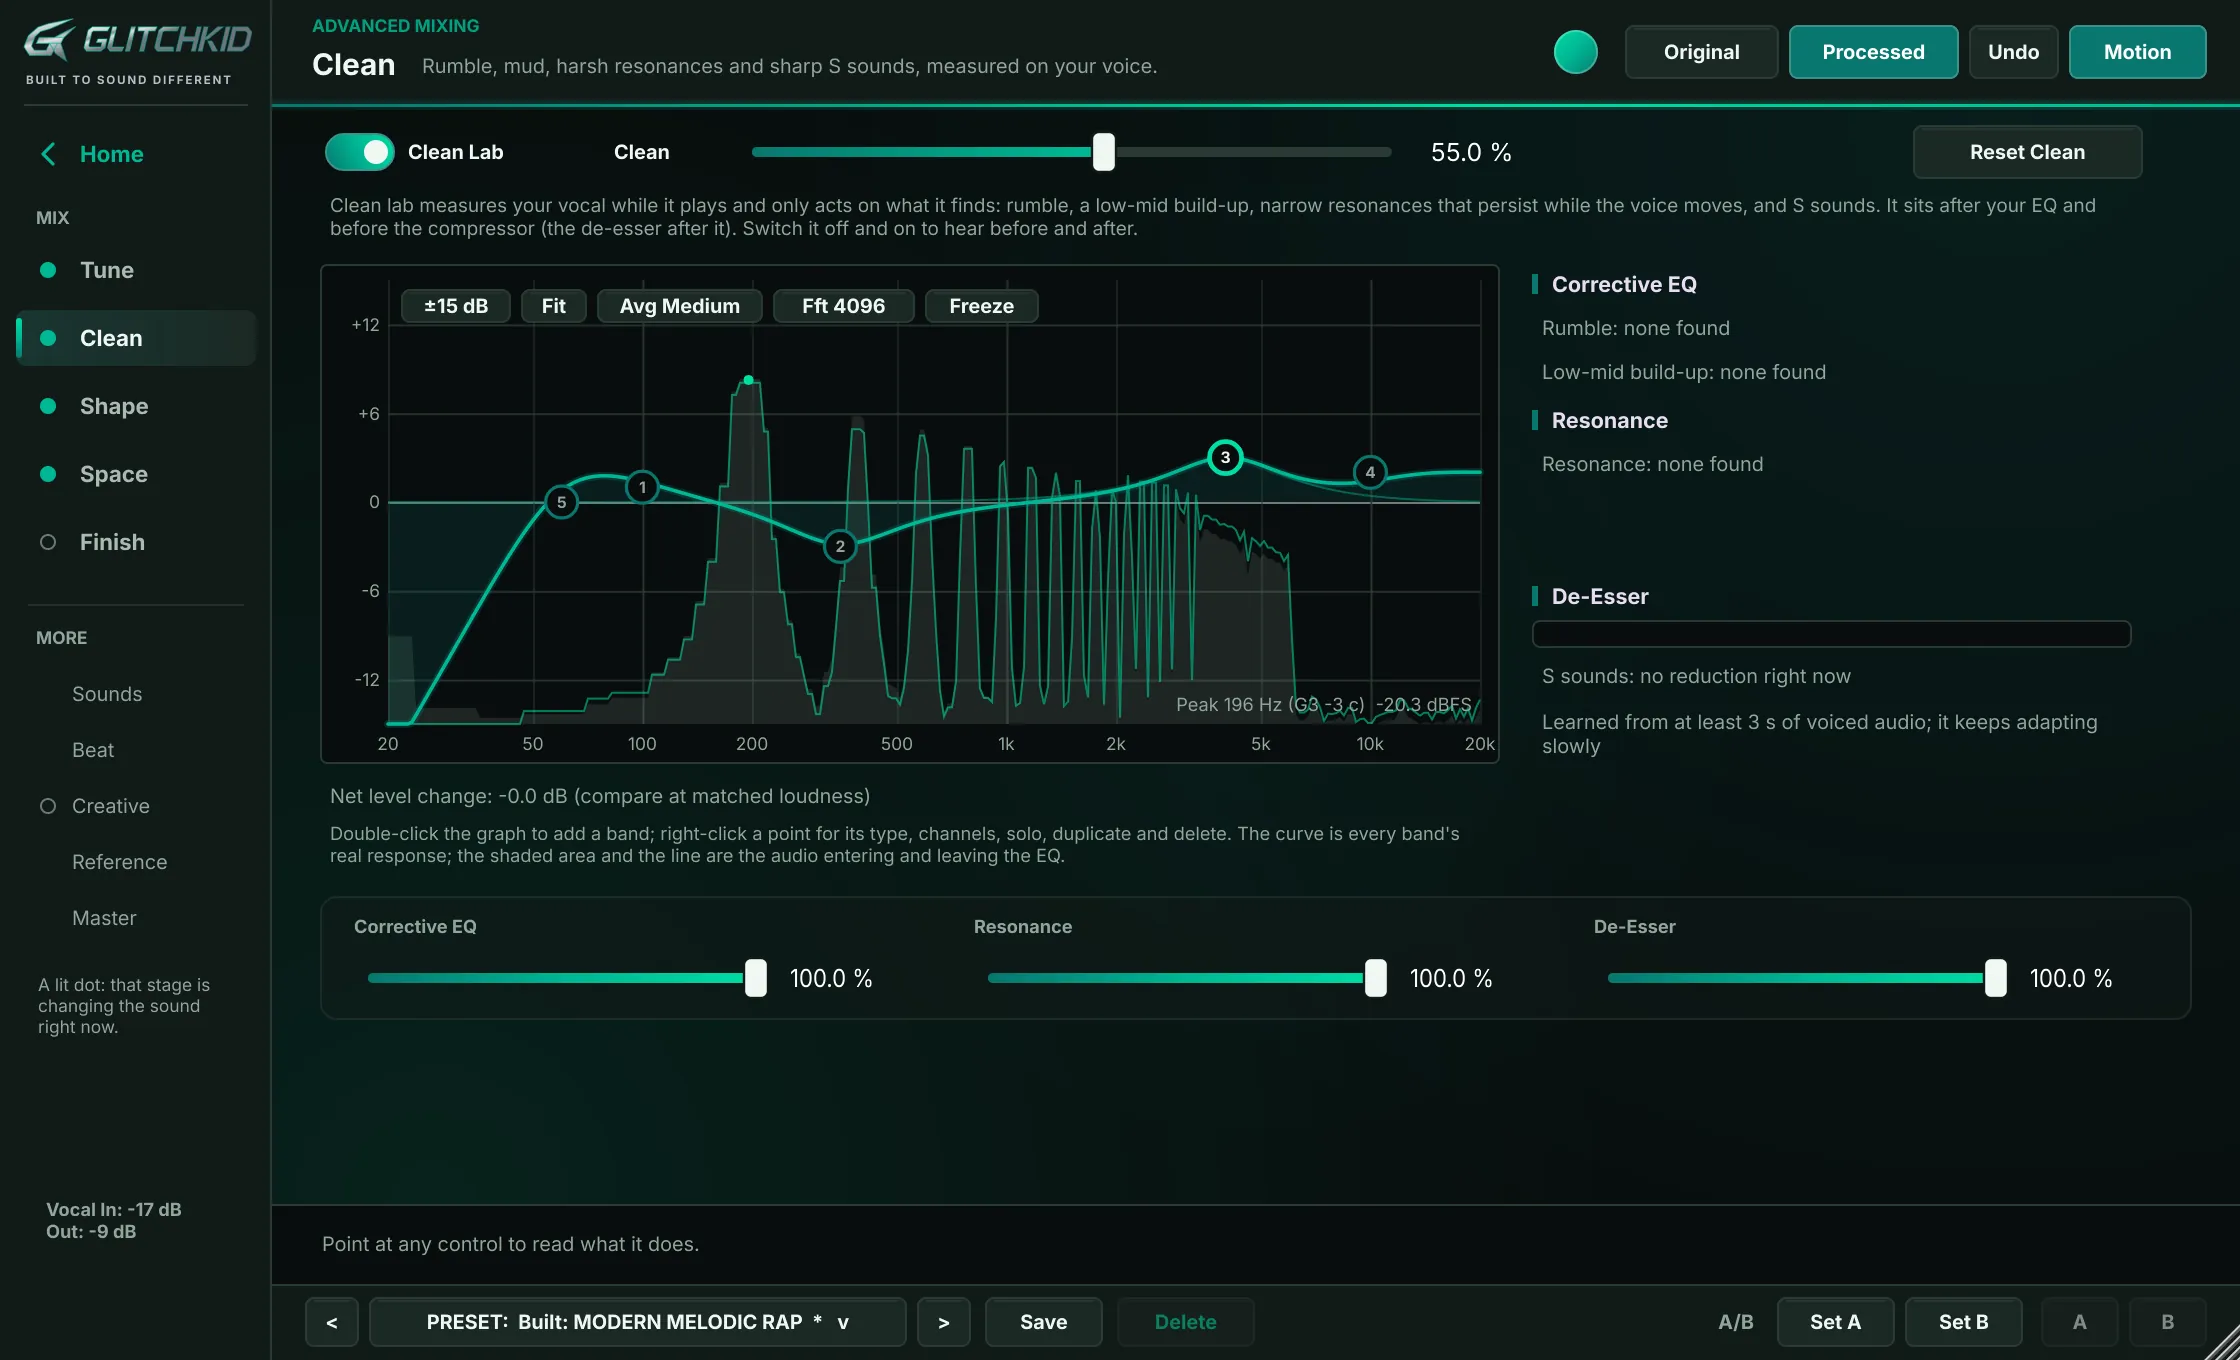 GLITCHKID
BUILT TO SOUND DIFFERENT
Home
MIX
Tune
Clean
Shape
Space
Finish
MORE
Sounds
Beat
Creative
Reference
Master
A lit dot: that stage is
changing the sound
right now.
Vocal In: -17 dB
Out: -9 dB
ADVANCED MIXING
Clean Rumble, mud, harsh resonances and sharp S sounds, measured on your voice.
Original Processed Undo Motion
Clean Lab Clean 55.0 % Reset Clean
Clean lab measures your vocal while it plays and only acts on what it finds: rumble, a low-mid build-up, narrow resonances that persist while the voice moves, and S sounds. It sits after your EQ and
before the compressor (the de-esser after it). Switch it off and on to hear before and after.
±15 dB Fit Avg Medium Fft 4096 Freeze
+12
+6
0
-6
-12
5 1 2 3 4
Peak 196 Hz (G3 -3 c) -20.3 dBFS
20 50 100 200 500 1k 2k 5k 10k 20k
Corrective EQ
Rumble: none found
Low-mid build-up: none found
Resonance
Resonance: none found
De-Esser
S sounds: no reduction right now
Learned from at least 3 s of voiced audio; it keeps adapting
slowly
Net level change: -0.0 dB (compare at matched loudness)
Double-click the graph to add a band; right-click a point for its type, channels, solo, duplicate and delete. The curve is every band's
real response; the shaded area and the line are the audio entering and leaving the EQ.
Corrective EQ Resonance De-Esser
100.0 % 100.0 % 100.0 %
Point at any control to read what it does.
< PRESET: Built: MODERN MELODIC RAP * v > Save Delete A/B Set A Set B A B